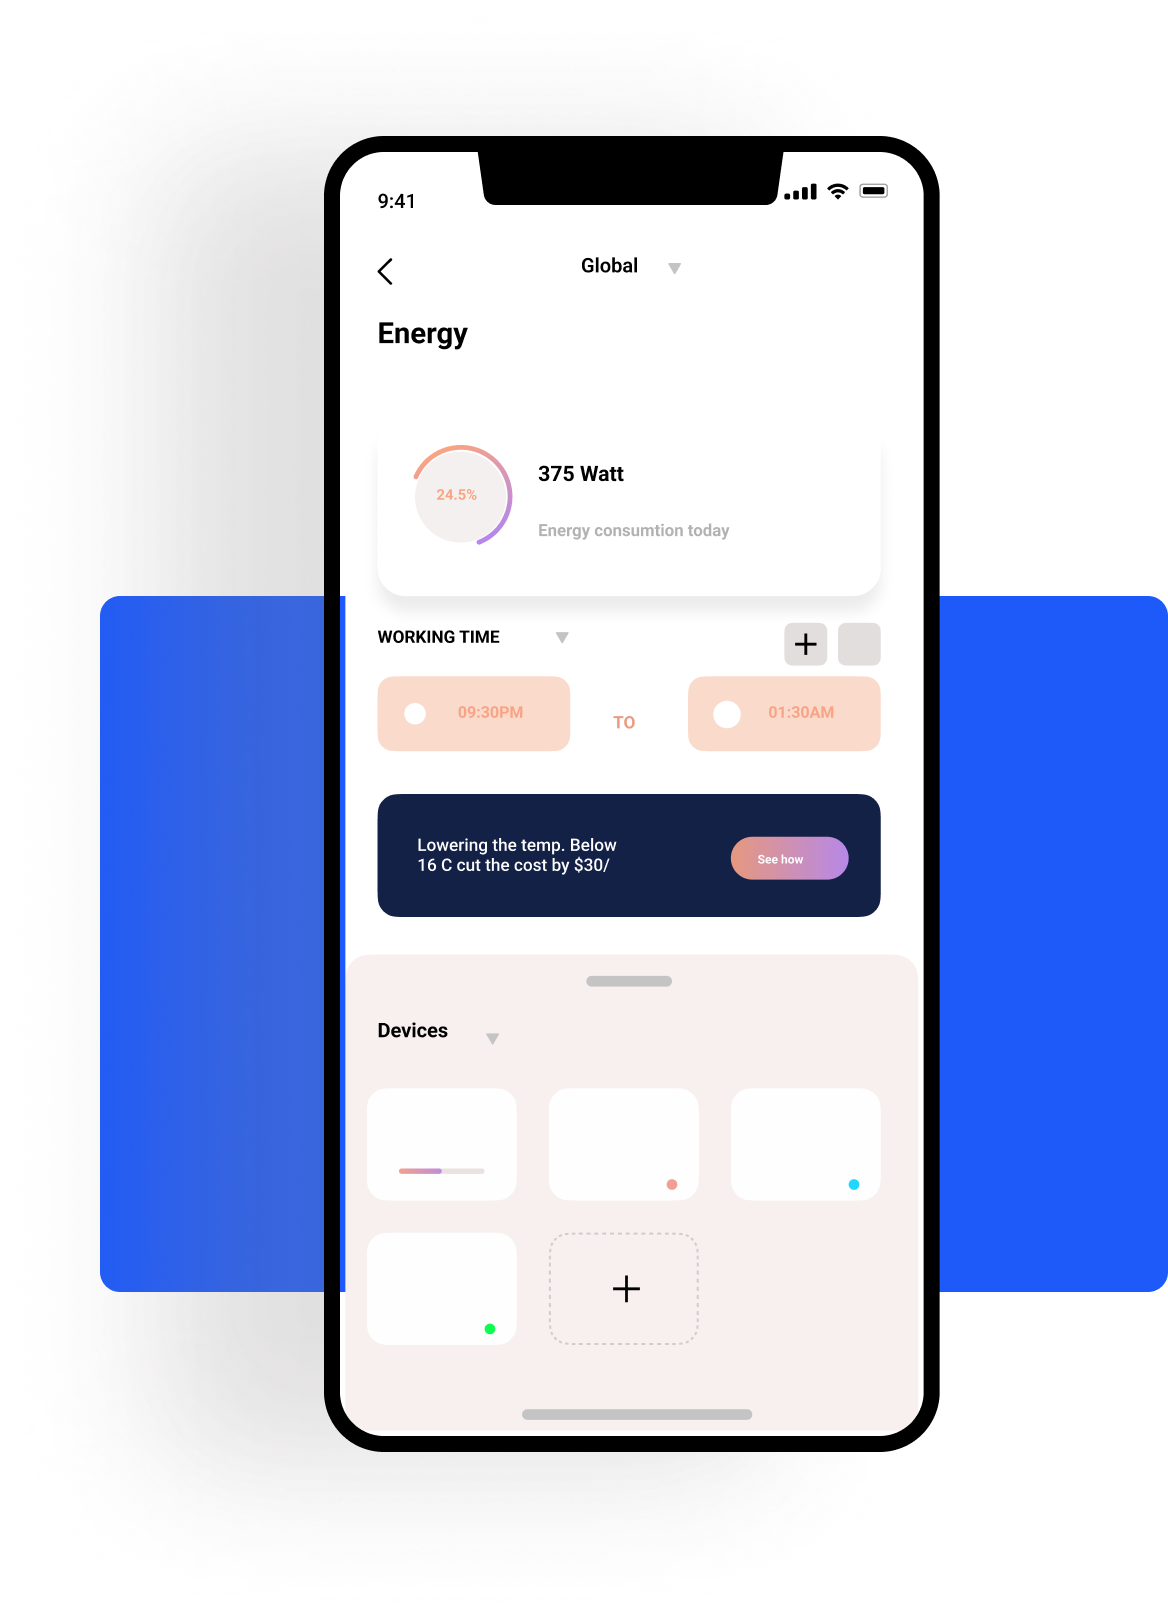 9:41
Global
Energy
375 Watt
24.5%
Energy consumtion today
WORKING TIME
09:30PM
TO
01:30AM
Lowering the temp. Below
16 C cut the cost by $30/
See how
Devices